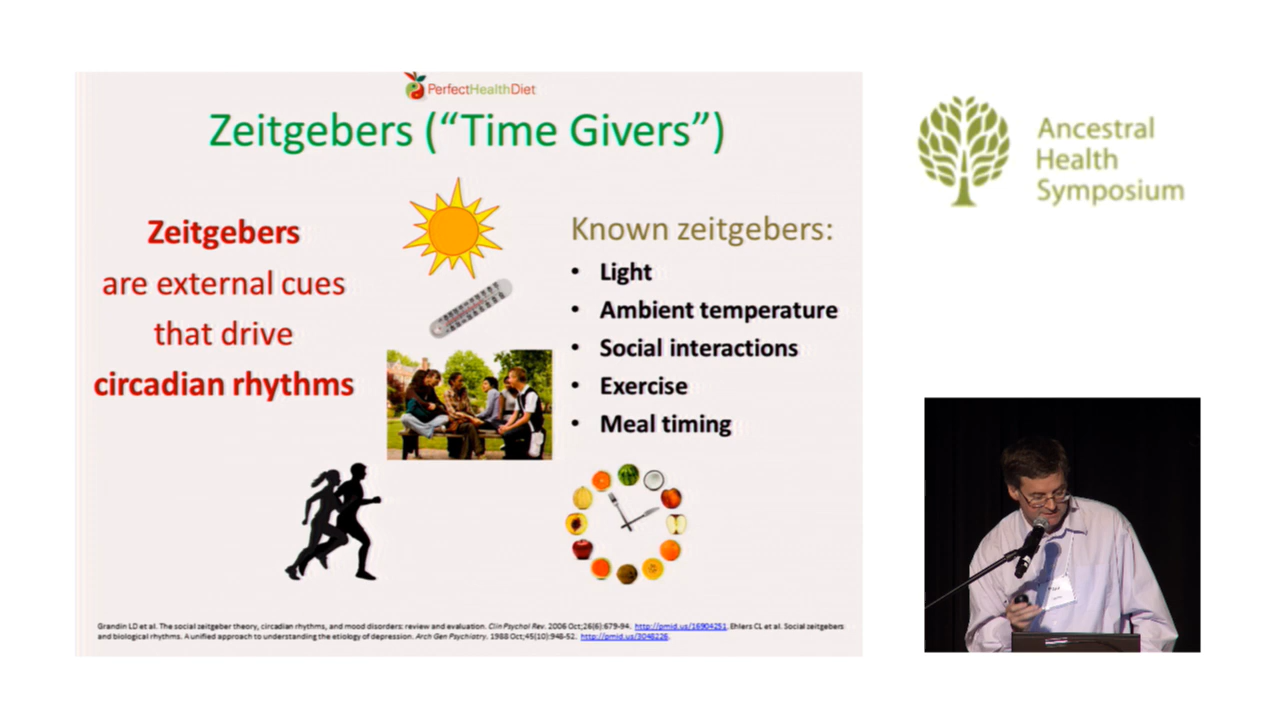 PerfectHealthDiet
Zeitgebers (“Time Givers”)
Zeitgebers
are external cues
that drive
circadian rhythms
Known zeitgebers:
• Light
• Ambient temperature
• Social interactions
• Exercise
• Meal timing
Grandin LD et al. The social zeitgeber theory, circadian rhythms, and mood disorders: review and evaluation. Clin Psychol Rev. 2006 Oct;26(6):679-94. http://pmid.us/16904251. Ehlers CL et al. Social zeitgebers
and biological rhythms. A unified approach to understanding the etiology of depression. Arch Gen Psychiatry. 1988 Oct;45(10):948-52. http://pmid.us/3048226.
Ancestral
Health
Symposium